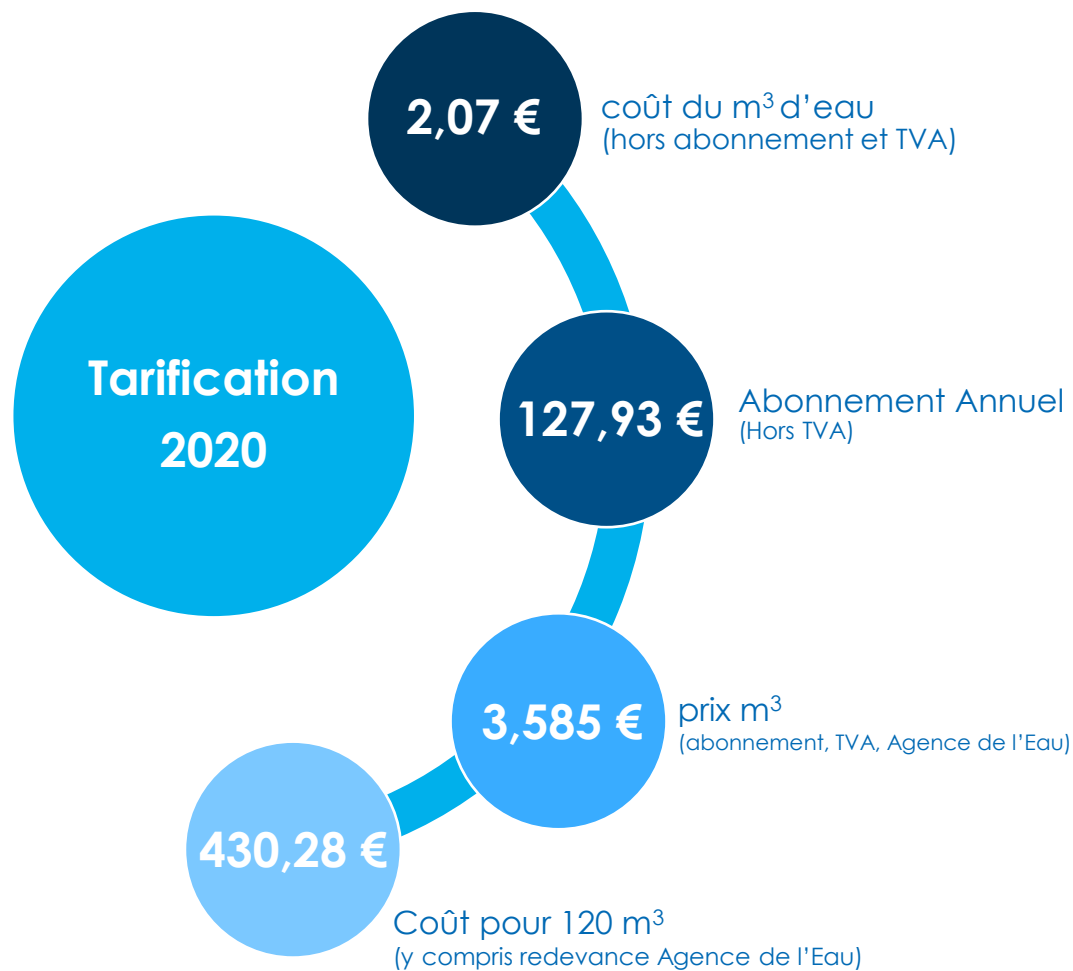 Tarification
2020
2,07 €
coût du m³ d’eau
(hors abonnement et TVA)
127,93 €
Abonnement Annuel
(Hors TVA)
3,585 €
prix m³
(abonnement, TVA, Agence de l’Eau)
430,28 €
Coût pour 120 m³
(y compris redevance Agence de l’Eau)